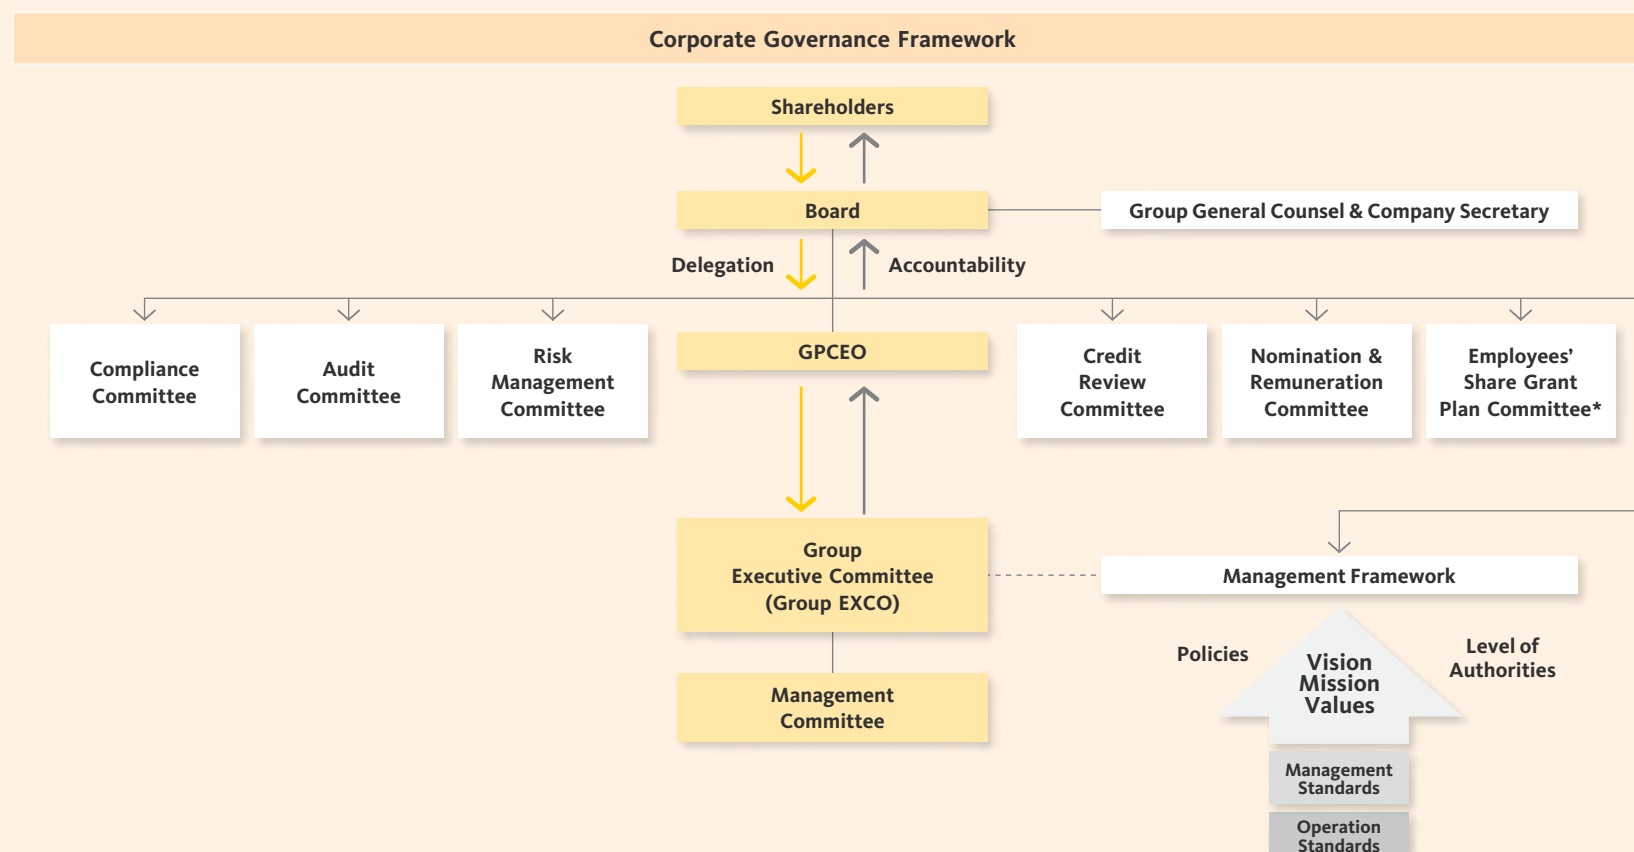 Corporate Governance Framework
Shareholders
Board
Group General Counsel & Company Secretary
Delegation
Accountability
Compliance
Committee
Audit
Committee
Risk
Management
Committee
GPCEO
Credit
Review
Committee
Nomination &
Remuneration
Committee
Employees’
Share Grant
Plan Committee*
Group
Executive Committee
(Group EXCO)
Management Framework
Policies
Vision
Mission
Values
Level of
Authorities
Management
Committee
Management
Standards
Operation
Standards